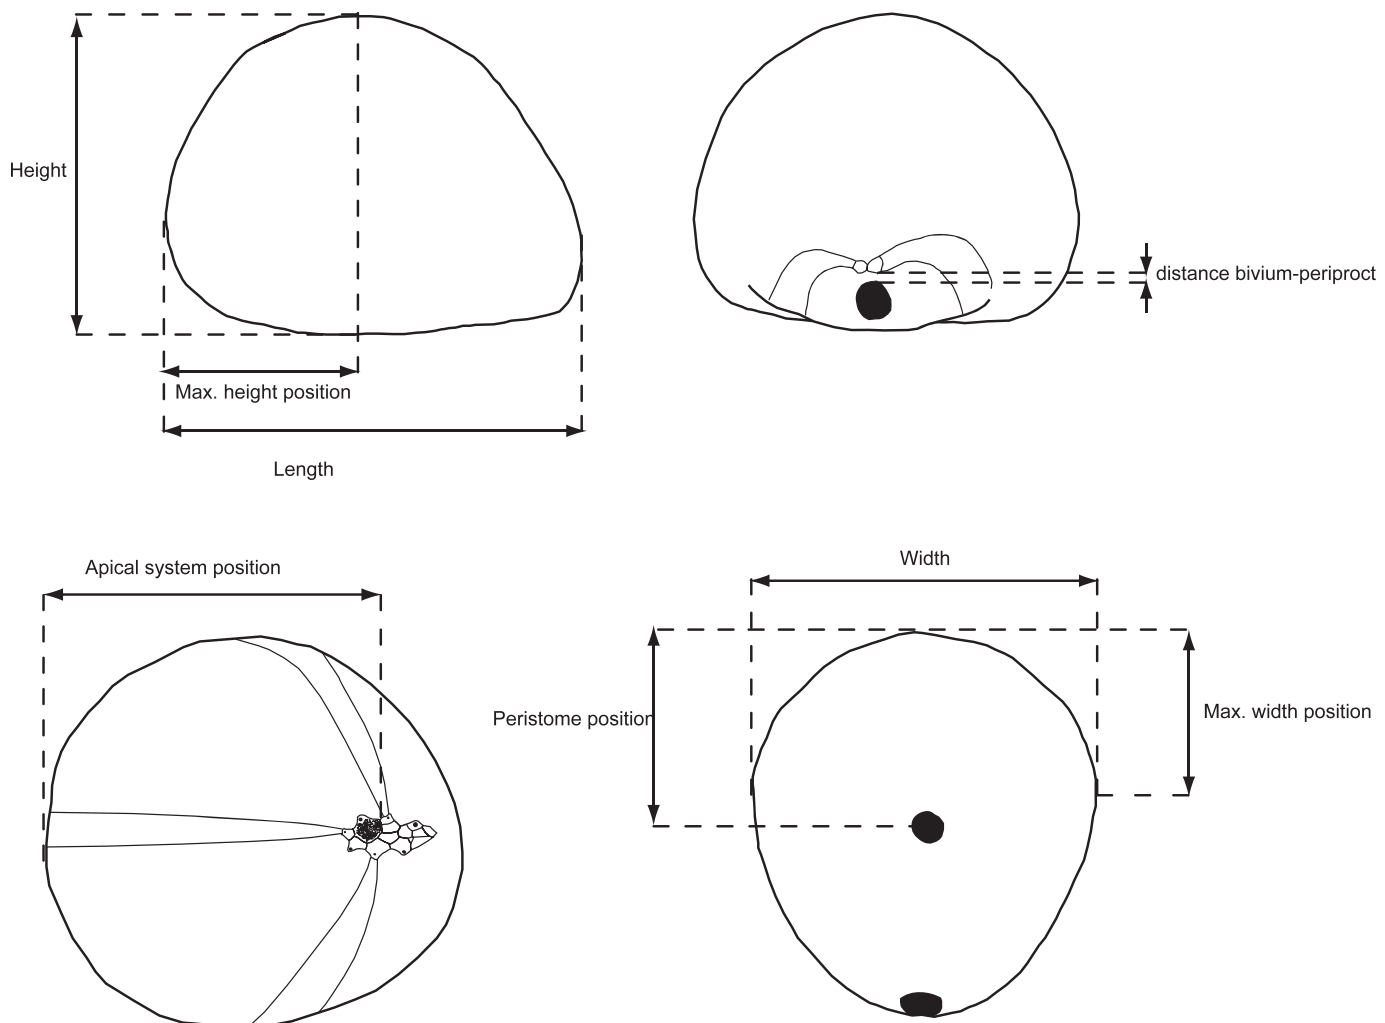 Height
distance bivium-periproct
Max. height position
Length
Apical system position
Width
Peristome position
Max. width position